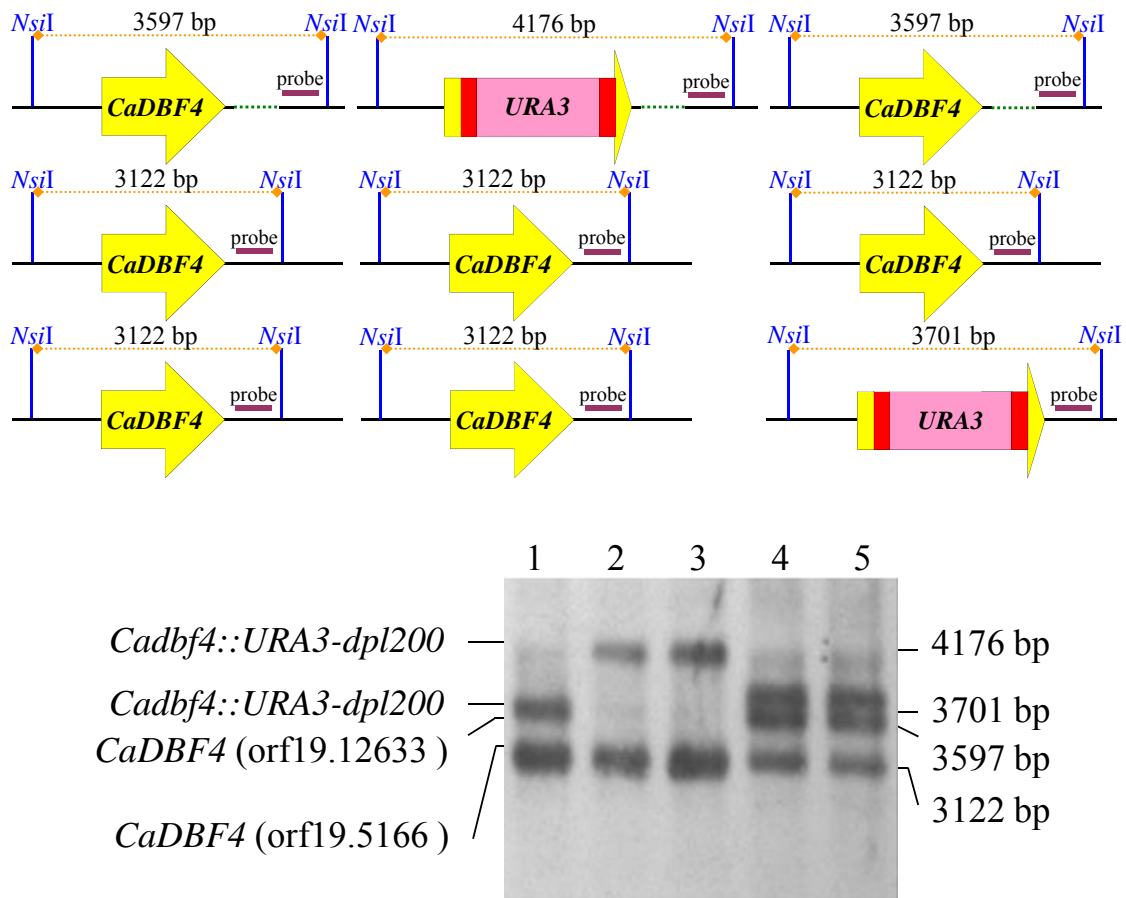 NsiI 3597 bp NsiI NsiI 4176 bp NsiI NsiI 3597 bp NsiI
probe probe probe
CaDBF4 URA3 CaDBF4
NsiI 3122 bp NsiI NsiI 3122 bp NsiI NsiI 3122 bp NsiI
probe probe probe
CaDBF4 CaDBF4 CaDBF4
NsiI 3122 bp NsiI NsiI 3122 bp NsiI NsiI 3701 bp NsiI
probe probe probe
CaDBF4 CaDBF4 URA3
1 2 3 4 5
Cadbf4::URA3-dpl200 4176 bp
Cadbf4::URA3-dpl200 3701 bp
CaDBF4 (orf19.12633 ) 3597 bp
3122 bp
CaDBF4 (orf19.5166 )